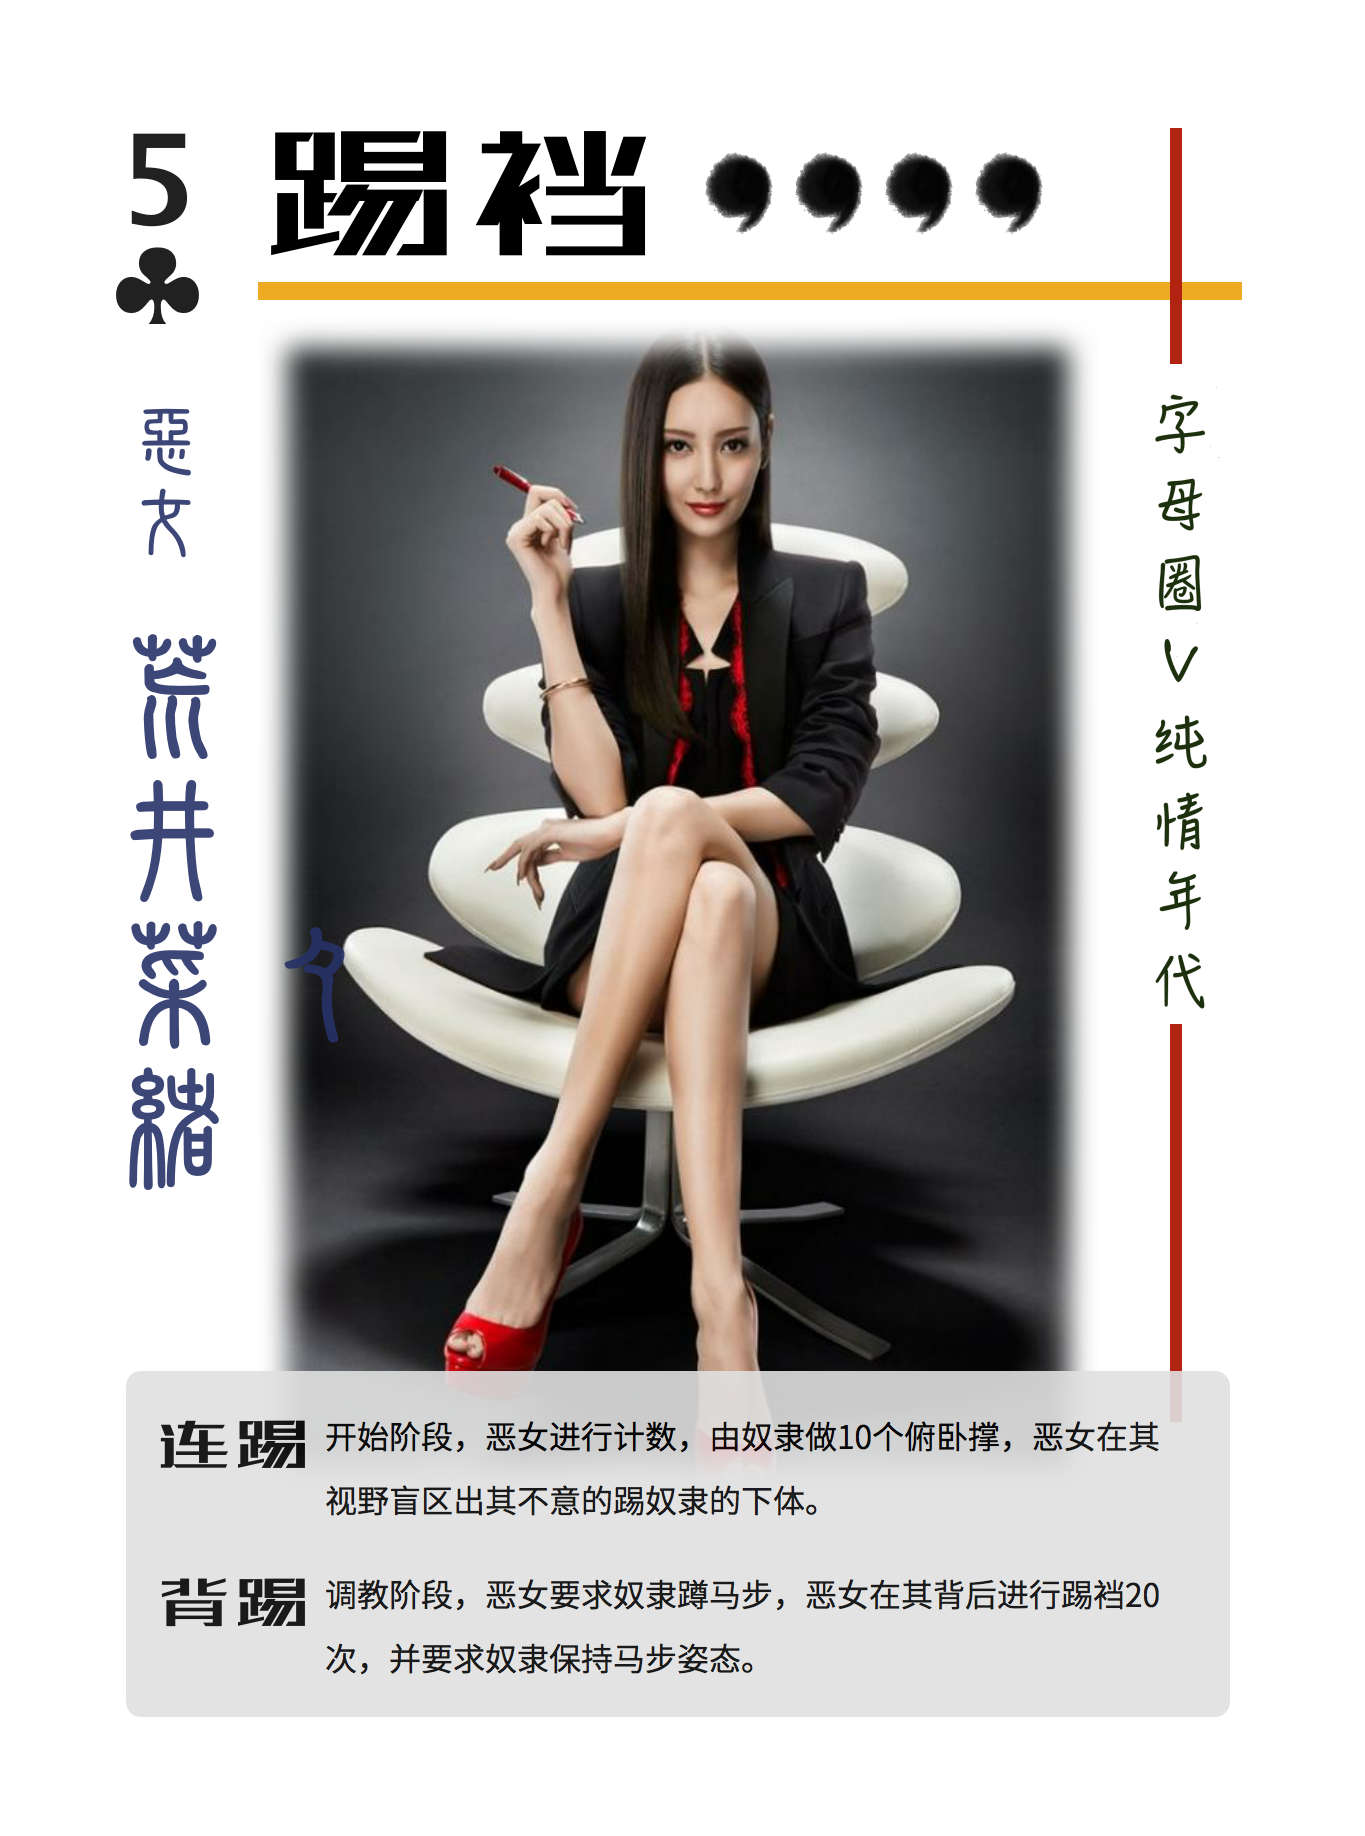 5
踢裆
惡女
荒井菜緒
々
字母圈V纯情年代
连踢
开始阶段，恶女进行计数，由奴隶做10个俯卧撑，恶女在其
视野盲区出其不意的踢奴隶的下体。
背踢
调教阶段，恶女要求奴隶蹲马步，恶女在其背后进行踢裆20
次，并要求奴隶保持马步姿态。